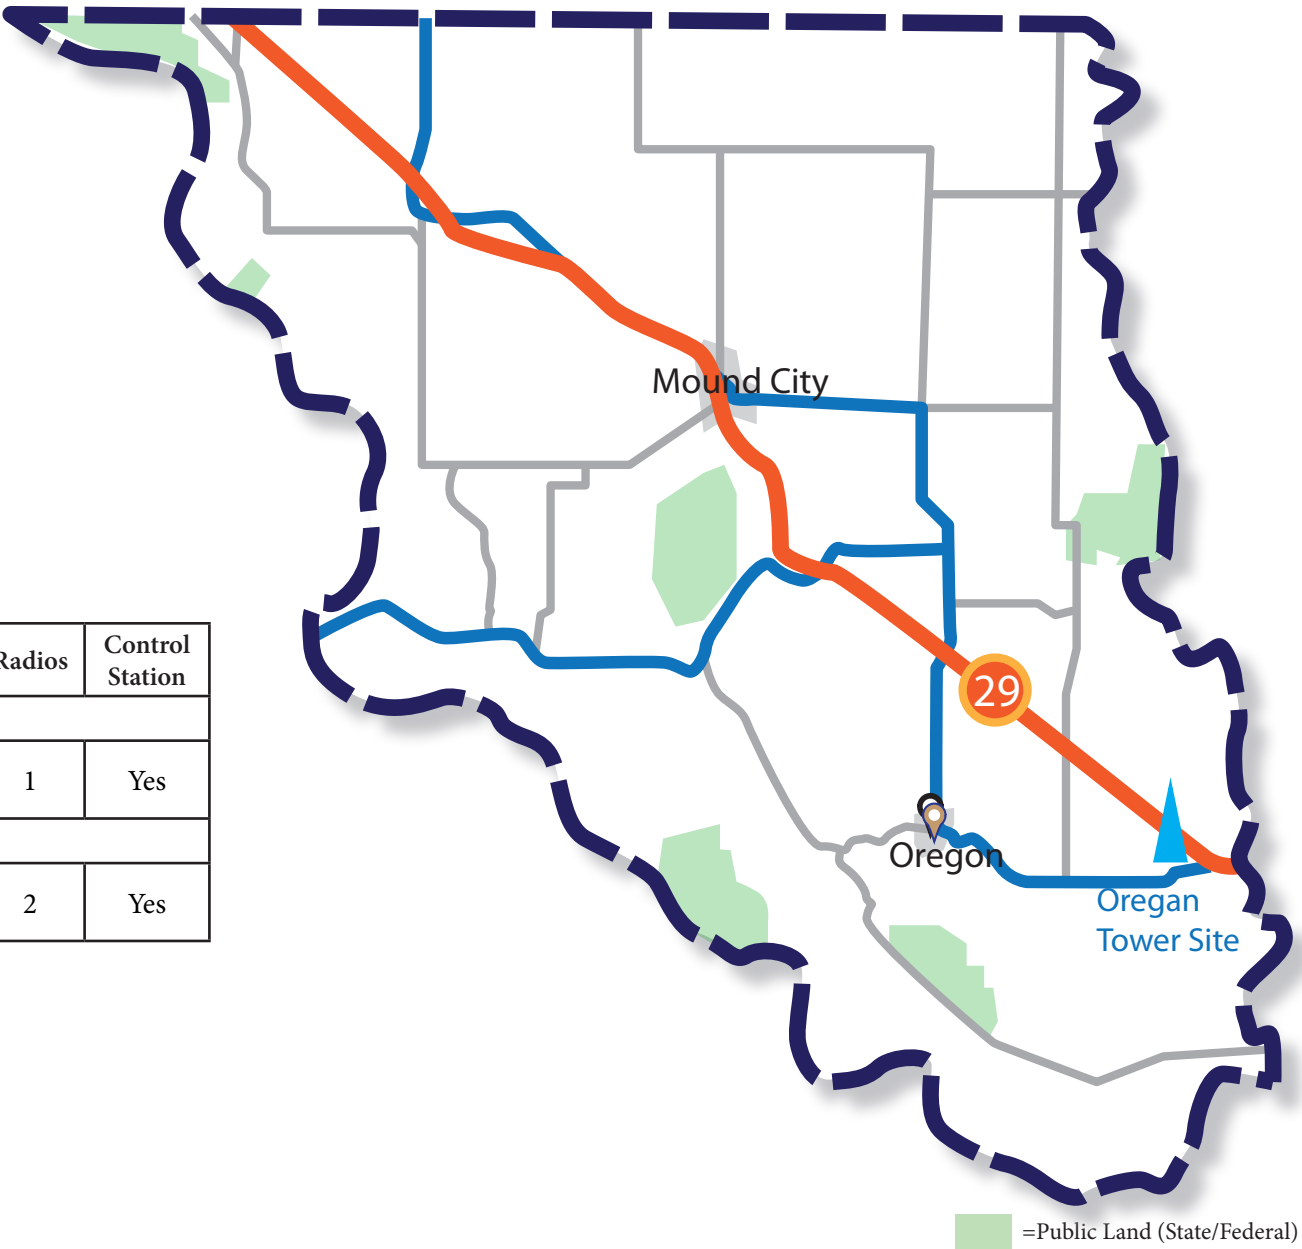 Mound City
Radios
Control
Station
1
Yes
2
Yes
29
Oregon
Oregan
Tower Site
=Public Land (State/Federal)